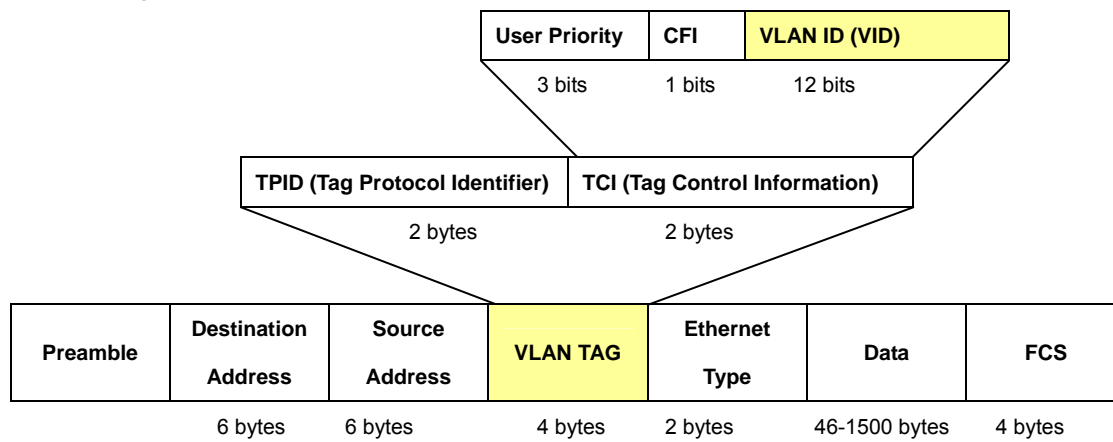 User Priority CFI VLAN ID (VID)
3 bits 1 bits 12 bits
TPID (Tag Protocol Identifier) TCI (Tag Control Information)
2 bytes 2 bytes
Preamble Destination Address Source Address VLAN TAG Ethernet Type Data FCS
6 bytes 6 bytes 4 bytes 2 bytes 46-1500 bytes 4 bytes